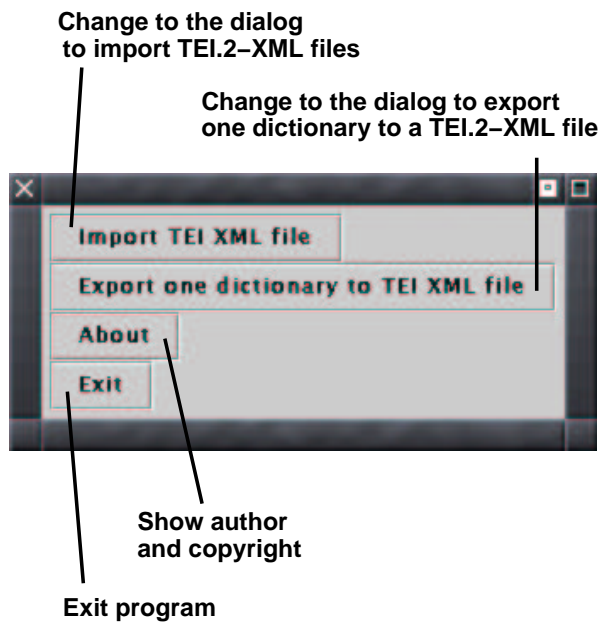 Change to the dialog
to import TEI.2−XML files
Change to the dialog to export
one dictionary to a TEI.2−XML file
Import TEI XML file
Export one dictionary to TEI XML file
About
Exit
Show author
and copyright
Exit program